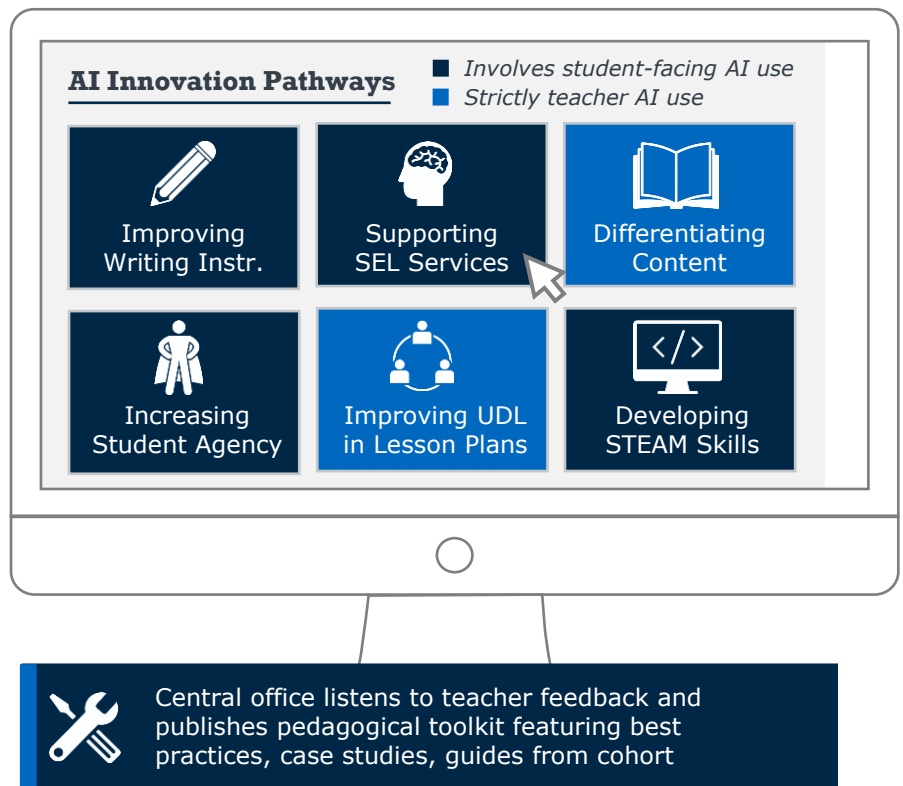 AI Innovation Pathways
Involves student-facing AI use
Strictly teacher AI use
Improving
Writing Instr.
Supporting
SEL Services
Differentiating
Content
Increasing
Student Agency
Improving UDL
in Lesson Plans
</>
Developing
STEAM Skills
Central office listens to teacher feedback and
publishes pedagogical toolkit featuring best
practices, case studies, guides from cohort